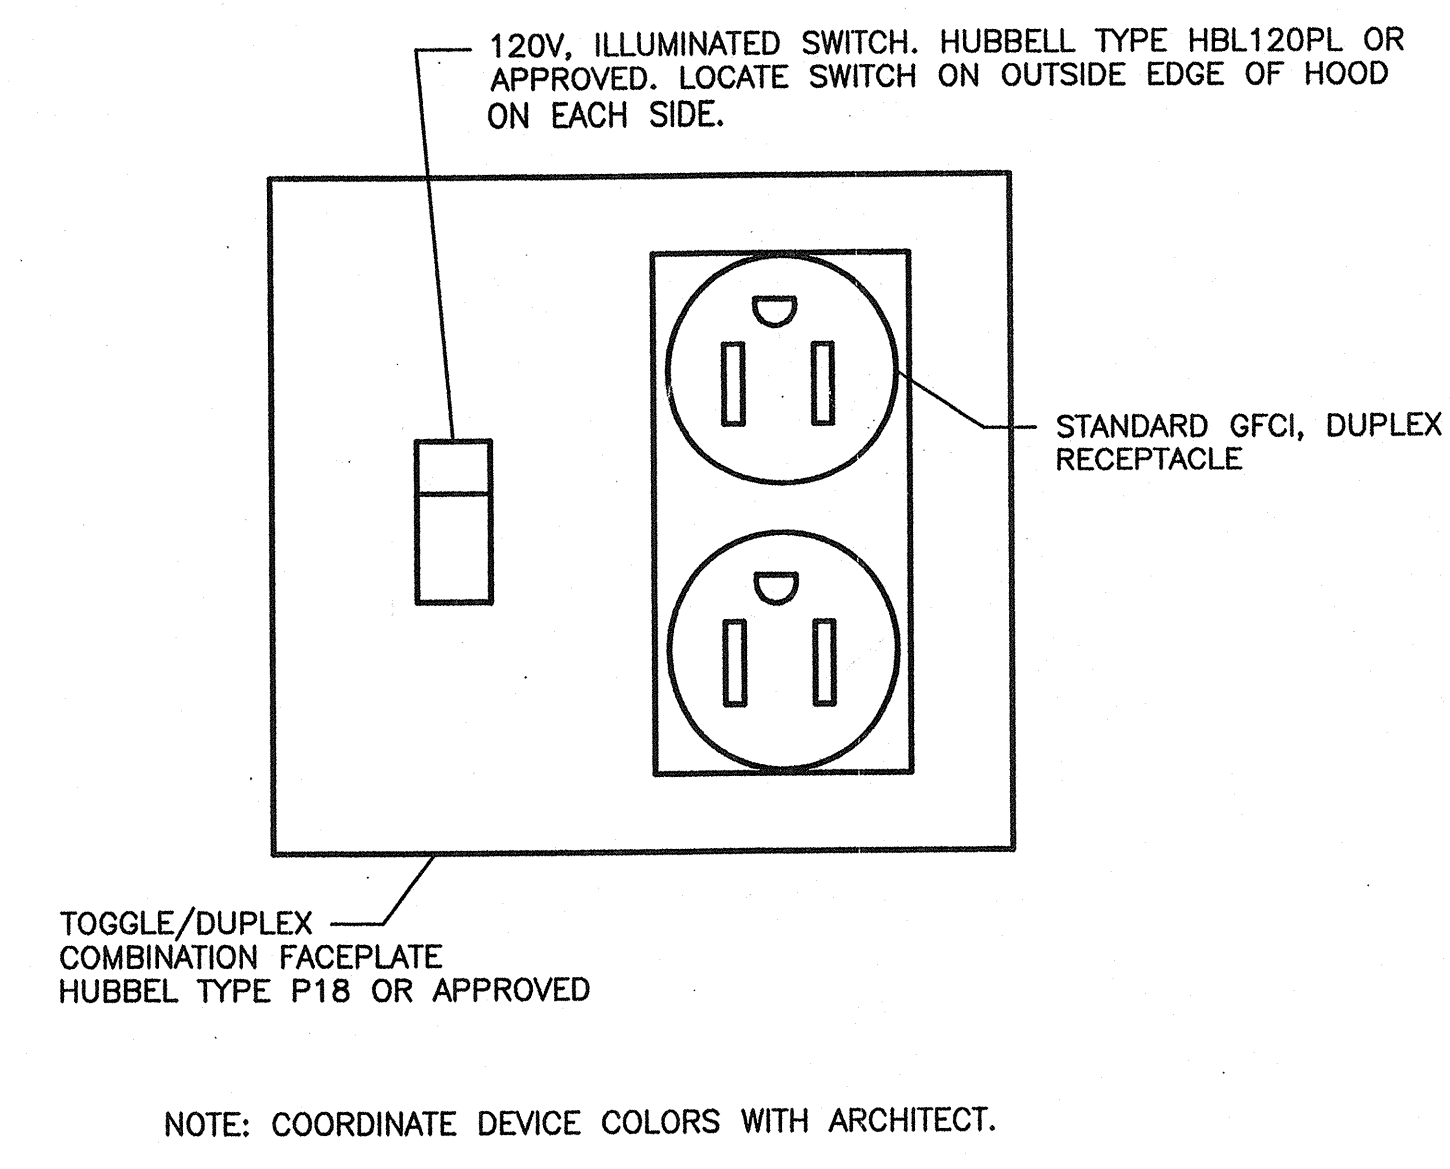 120V, ILLUMINATED SWITCH. HUBBELL TYPE HBL120PL OR
APPROVED. LOCATE SWITCH ON OUTSIDE EDGE OF HOOD
ON EACH SIDE.
STANDARD GFCI, DUPLEX
RECEPTACLE
TOGGLE/DUPLEX
COMBINATION FACEPLATE
HUBBEL TYPE P18 OR APPROVED
NOTE: COORDINATE DEVICE COLORS WITH ARCHITECT.